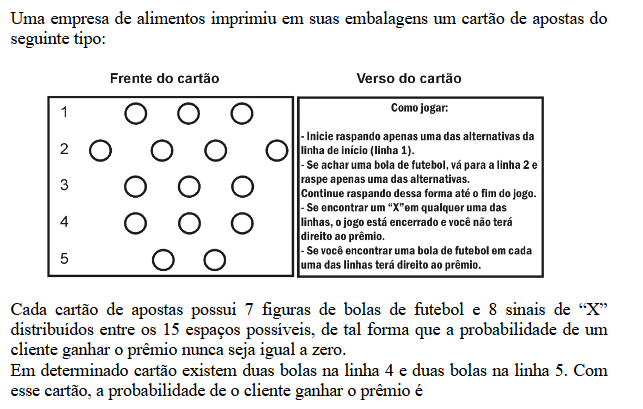 Uma empresa de alimentos imprimiu em suas embalagens um cartão de apostas do
seguinte tipo:
Frente do cartão
1
2
3
4
5
Verso do cartão
Como jogar:
- Inicie raspando apenas uma das alternativas da
linha de início (linha 1).
- Se achar uma bola de futebol, vá para a linha 2 e
raspe apenas uma das alternativas.
Continue raspando dessa forma até o fim do jogo.
- Se encontrar um “X”em qualquer uma das
linhas, o jogo está encerrado e você não terá
direito ao prêmio.
- Se você encontrar uma bola de futebol em cada
uma das linhas terá direito ao prêmio.
Cada cartão de apostas possui 7 figuras de bolas de futebol e 8 sinais de “X”
distribuídos entre os 15 espaços possíveis, de tal forma que a probabilidade de um
cliente ganhar o prêmio nunca seja igual a zero.
Em determinado cartão existem duas bolas na linha 4 e duas bolas na linha 5. Com
esse cartão, a probabilidade de o cliente ganhar o prêmio é